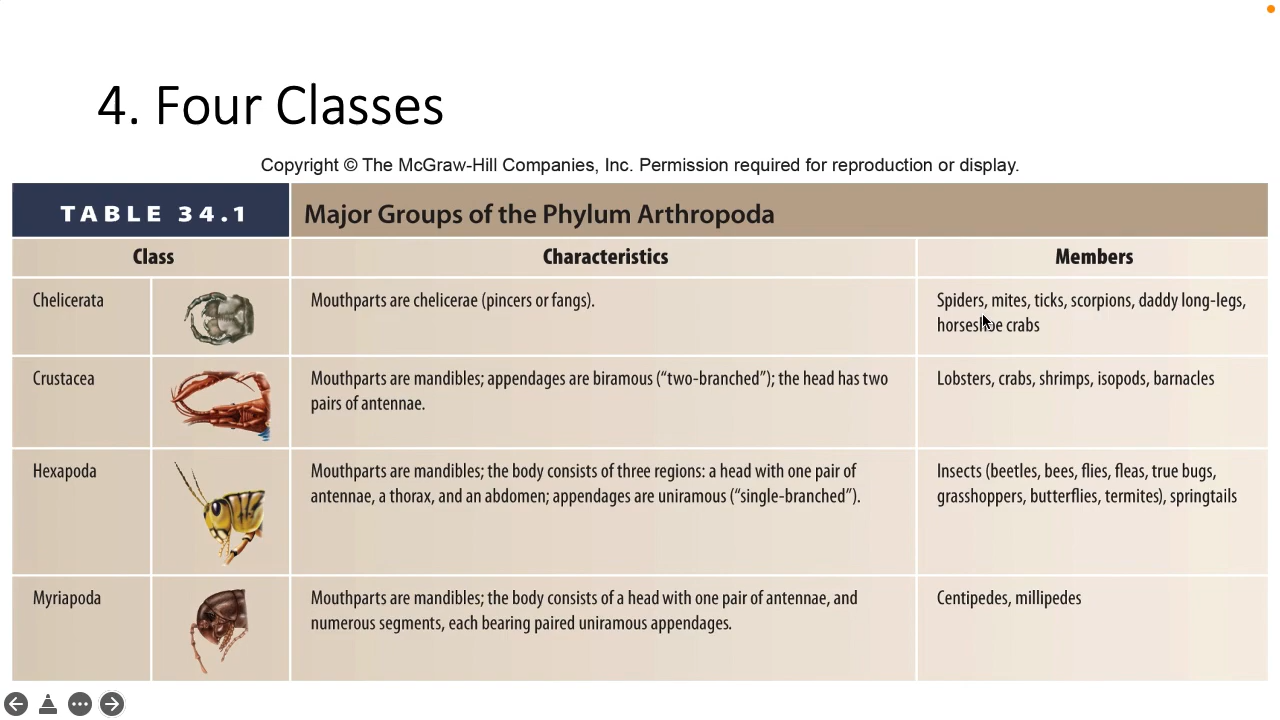 4. Four Classes
Copyright © The McGraw-Hill Companies, Inc. Permission required for reproduction or display.
TABLE 34.1
Major Groups of the Phylum Arthropoda
Class
Characteristics
Members
Chelicerata
Mouthparts are chelicerae (pincers or fangs).
Spiders, mites, ticks, scorpions, daddy long-legs,
horseshoe crabs
Crustacea
Mouthparts are mandibles; appendages are biramous (“two-branched”); the head has two
pairs of antennae.
Lobsters, crabs, shrimps, isopods, barnacles
Hexapoda
Mouthparts are mandibles; the body consists of three regions: a head with one pair of
antennae, a thorax, and an abdomen; appendages are uniramous (“single-branched”).
Insects (beetles, bees, flies, fleas, true bugs,
grasshoppers, butterflies, termites), springtails
Myriapoda
Mouthparts are mandibles; the body consists of a head with one pair of antennae, and
numerous segments, each bearing paired uniramous appendages.
Centipedes, millipedes